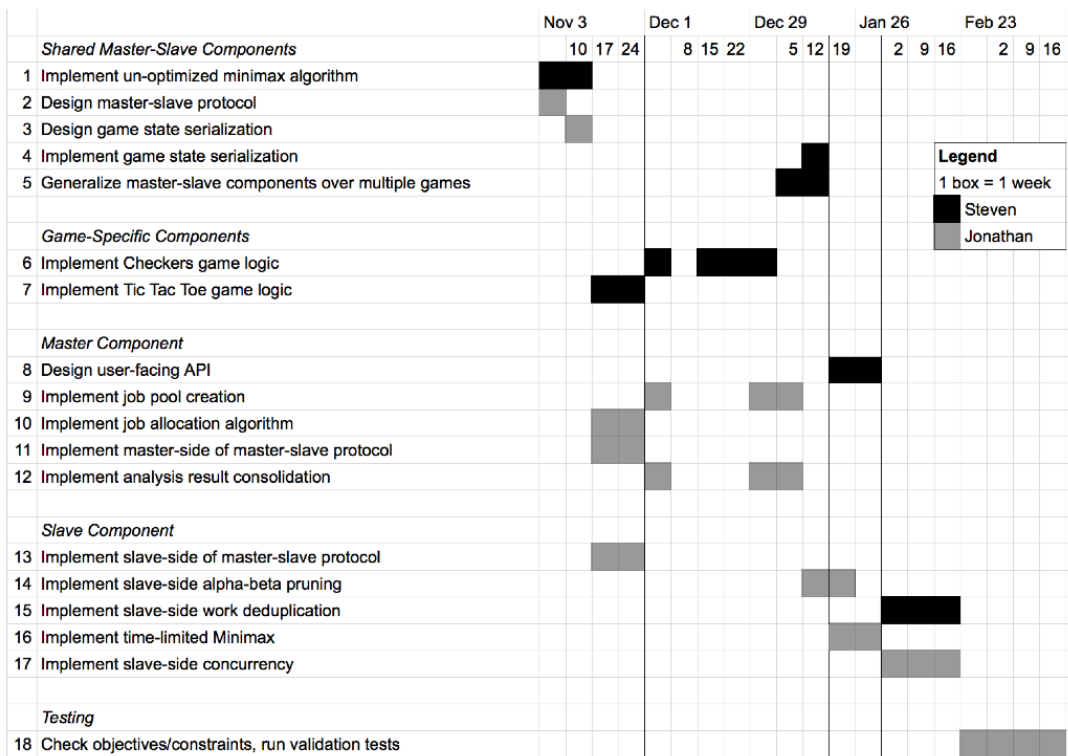 Nov 3 Dec 1 Dec 29 Jan 26 Feb 23
Shared Master-Slave Components 10 17 24 8 15 22 5 12 19 2 9 16 2 9 16
1 Implement un-optimized minimax algorithm
2 Design master-slave protocol
3 Design game state serialization
4 Implement game state serialization
Legend
5 Generalize master-slave components over multiple games
1 box = 1 week
Steven
Game-Specific Components
Jonathan
6 Implement Checkers game logic
7 Implement Tic Tac Toe game logic
Master Component
8 Design user-facing API
9 Implement job pool creation
10 Implement job allocation algorithm
11 Implement master-side of master-slave protocol
12 Implement analysis result consolidation
Slave Component
13 Implement slave-side of master-slave protocol
14 Implement slave-side alpha-beta pruning
15 Implement slave-side work deduplication
16 Implement time-limited Minimax
17 Implement slave-side concurrency
Testing
18 Check objectives/constraints, run validation tests